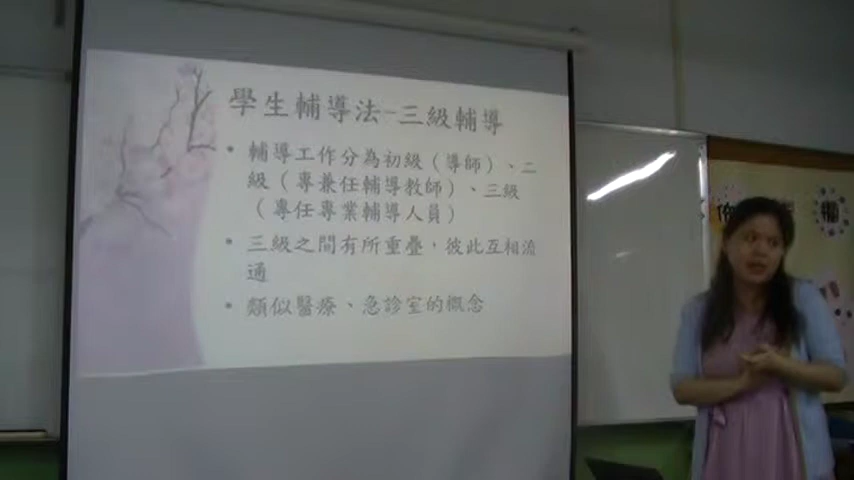 學生輔導法-三級輔導
• 輔導工作分為初級（導師）、二
級（專兼任輔導教師）、三級
（專任專業輔導人員）
• 三級之間有所重疊，彼此互相流
通
• 類似醫療、急診室的概念
欄